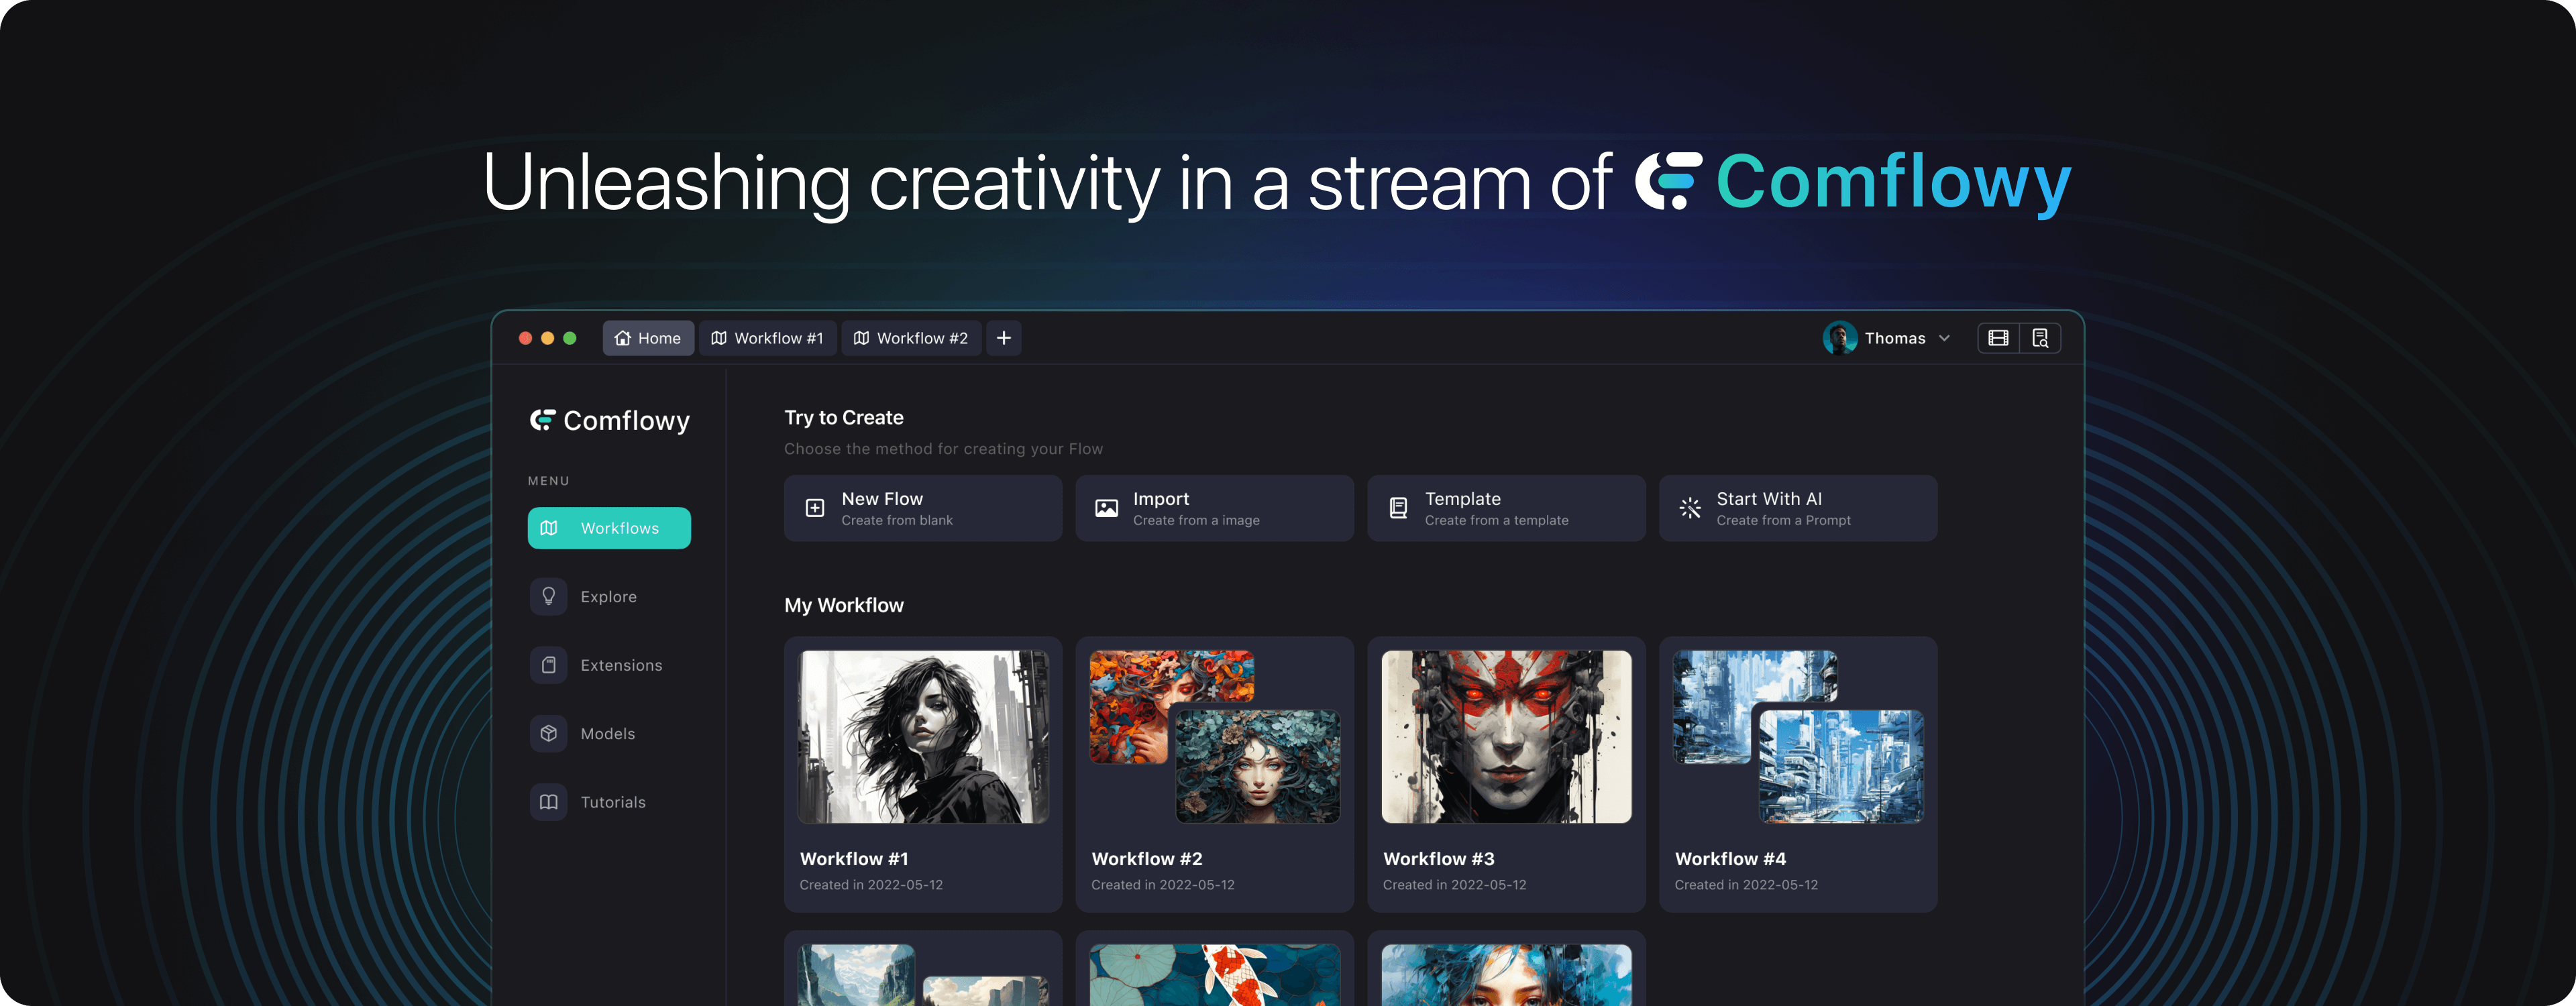 Unleashing creativity in a stream of Comflowy
Home
Workflow #1
Workflow #2
Thomas
Comflowy
MENU
Workflows
Explore
Extensions
Models
Tutorials
Try to Create
Choose the method for creating your Flow
New Flow
Create from blank
Import
Create from a image
Template
Create from a template
Start With AI
Create from a Prompt
My Workflow
Workflow #1
Created in 2022-05-12
Workflow #2
Created in 2022-05-12
Workflow #3
Created in 2022-05-12
Workflow #4
Created in 2022-05-12